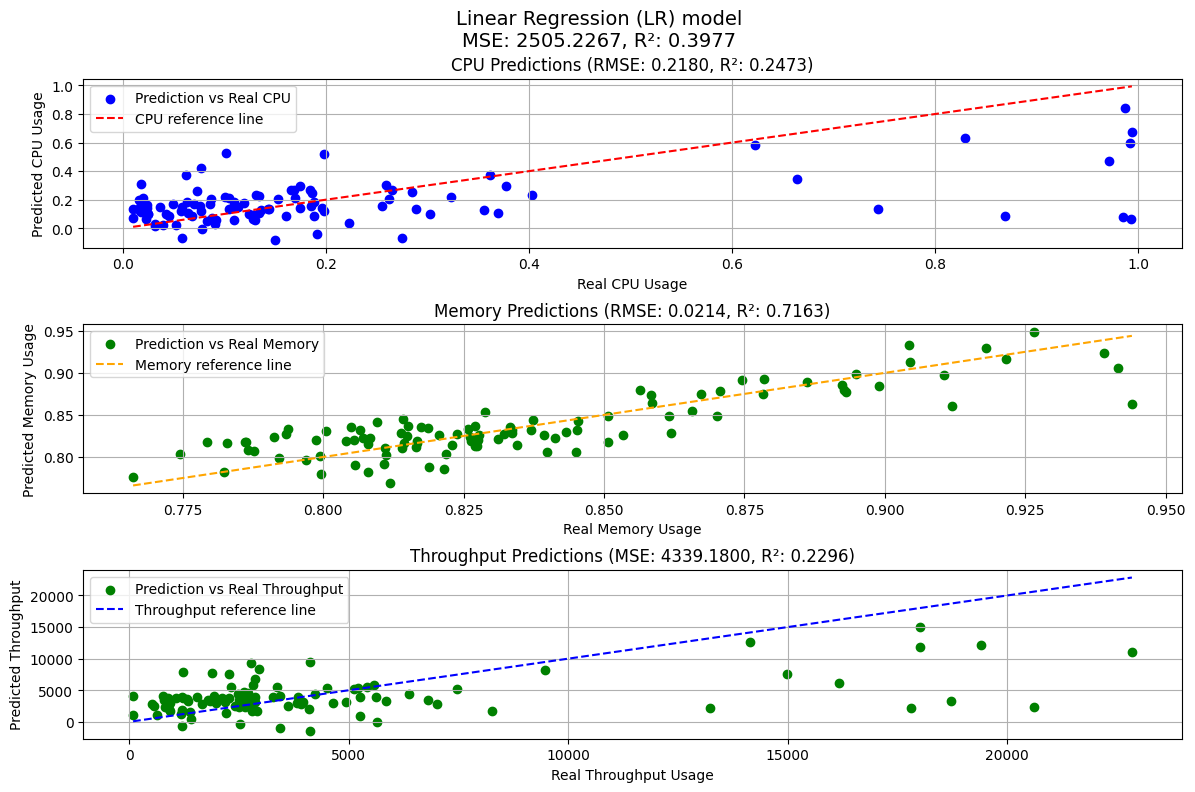 Linear Regression (LR) model
MSE: 2505.2267, R²: 0.3977
CPU Predictions (RMSE: 0.2180, R²: 0.2473)
Prediction vs Real CPU
CPU reference line
Predicted CPU Usage
1.0
0.8
0.6
0.4
0.2
0.0
0.0 0.2 0.4 0.6 0.8 1.0
Real CPU Usage
Memory Predictions (RMSE: 0.0214, R²: 0.7163)
Prediction vs Real Memory
Memory reference line
Predicted Memory Usage
0.95
0.90
0.85
0.80
0.775 0.800 0.825 0.850 0.875 0.900 0.925 0.950
Real Memory Usage
Throughput Predictions (MSE: 4339.1800, R²: 0.2296)
Prediction vs Real Throughput
Throughput reference line
Predicted Throughput
20000
15000
10000
5000
0
0 5000 10000 15000 20000
Real Throughput Usage